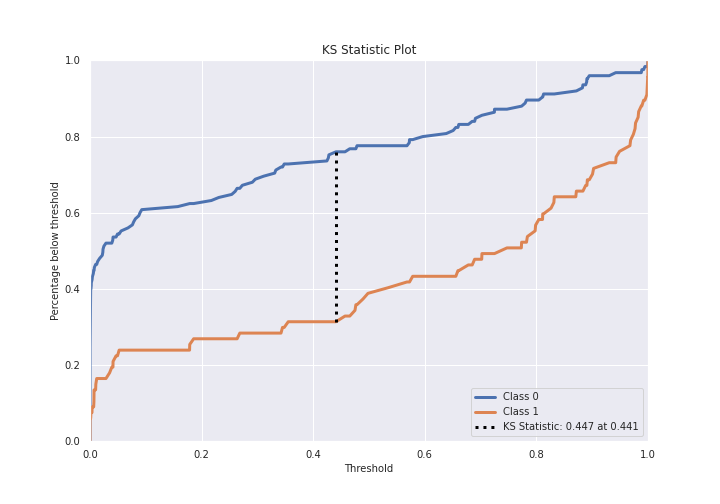 KS Statistic Plot
1.0
0.8
0.6
0.4
0.2
0.0
Percentage below threshold
0.0 0.2 0.4 0.6 0.8 1.0
Threshold
Class 0
Class 1
KS Statistic: 0.447 at 0.441